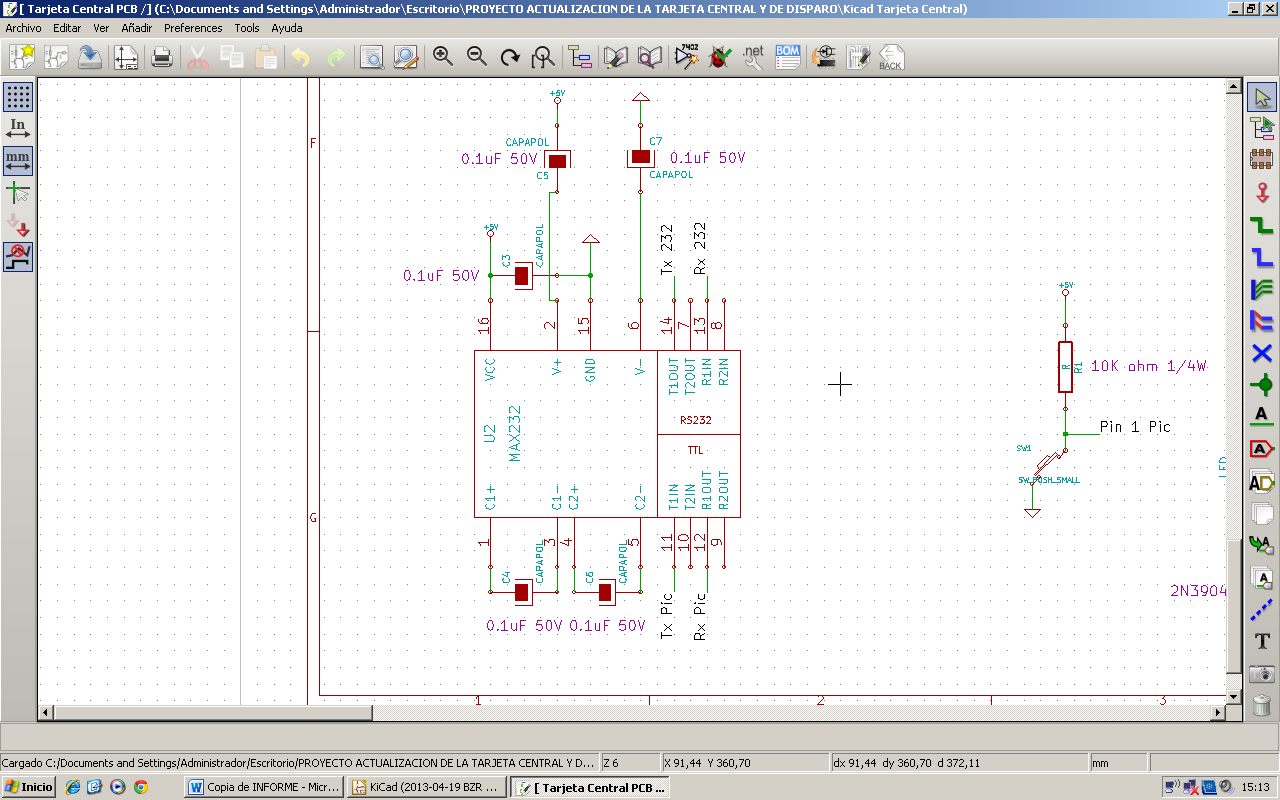 [ Tarjeta Central PCB /] (C:\Documents and Settings\Administrador\Escritorio\PROYECTO ACTUALIZACION DE LA TARJETA CENTRAL Y DE DISPARO\Kicad Tarjeta Central)
Archivo Editar Ver Añadir Preferences Tools Ayuda
7402 .net BOM BACK
In
mm
F
+5V
CAPAPOL
0.1uF 50V
C5
C7
0.1uF 50V
CAPAPOL
+5V
C3
CAPAPOL
0.1uF 50V
Tx 232
Rx 232
16 2 15 6 14 7 13 8
VCC V+ GND V- T1OUT T2OUT R1IN R2IN
RS232
U2
MAX232
TTL
C1+ C1- C2+ C2- T1IN T2IN R1OUT R2OUT
G
1 3 4 5 11 10 12 9
C4
CAPAPOL
C6
CAPAPOL
0.1uF 50V 0.1uF 50V
Tx Pic
Rx Pic
+5V
R
R1
10K ohm 1/4W
Pin 1 Pic
SW1
SW_PUSH_SMALL
LED
2N3904
1 2 3
A
A
AD
A
A
T
Cargado C:/Documents and Settings/Administrador/Escritorio/PROYECTO ACTUALIZACION DE LA TARJETA CENTRAL Y D...
Z 6
X 91,44 Y 360,70
dx 91,44 dy 360,70 d 372,11
mm
Inicio
Copia de INFORME - Micr...
KiCad (2013-04-19 BZR ...
[ Tarjeta Central PCB ...
15:13